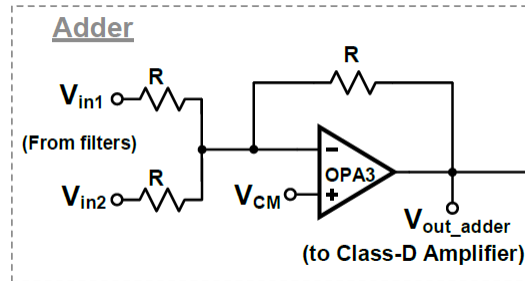 Adder
R
R
Vin1
(From filters)
R
Vin2
VCM
OPA3
Vout_adder
(to Class-D Amplifier)